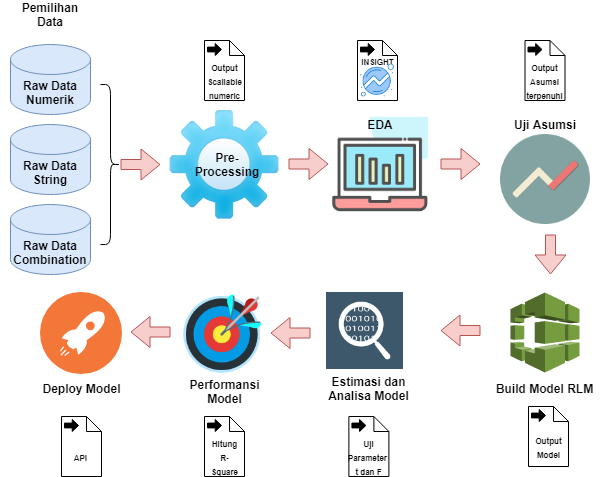 Pemilihan
Data
Raw Data
Numerik
Raw Data
String
Raw Data
Combination
Output
Scallable
numeric
Pre-
Processing
INSIGHT
EDA
Output
Asumsi
terpenuhi
Uji Asumsi
Deploy Model
API
Performansi
Model
Hitung
R-
Square
Estimasi dan
Analisa Model
Uji
Parameter
t dan F
Build Model RLM
Output
Model